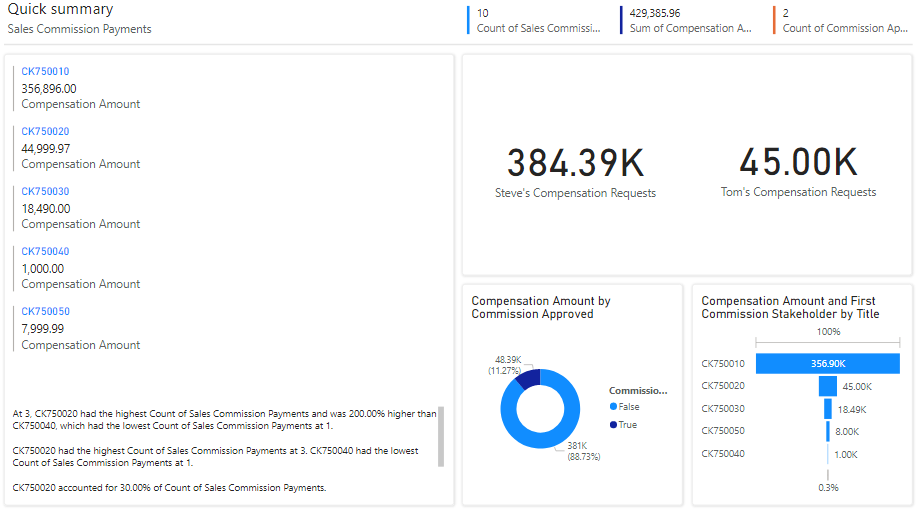 Quick summary
Sales Commission Payments
10
Count of Sales Commissi...
429,385.96
Sum of Compensation A...
2
Count of Commission Ap...
CK750010
356,896.00
Compensation Amount
CK750020
44,999.97
Compensation Amount
CK750030
18,490.00
Compensation Amount
CK750040
1,000.00
Compensation Amount
CK750050
7,999.99
Compensation Amount
At 3, CK750020 had the highest Count of Sales Commission Payments and was 200.00% higher than
CK750040, which had the lowest Count of Sales Commission Payments at 1.
CK750020 had the highest Count of Sales Commission Payments at 3. CK750040 had the lowest
Count of Sales Commission Payments at 1.
CK750020 accounted for 30.00% of Count of Sales Commission Payments.
384.39K
Steve's Compensation Requests
45.00K
Tom's Compensation Requests
Compensation Amount by
Commission Approved
48.39K
(11.27%)
381K
(88.73%)
Commissio...
False
True
Compensation Amount and First
Commission Stakeholder by Title
100%
CK750010 356.90K
CK750020 45.00K
CK750030 18.49K
CK750050 8.00K
CK750040 1.00K
0.3%